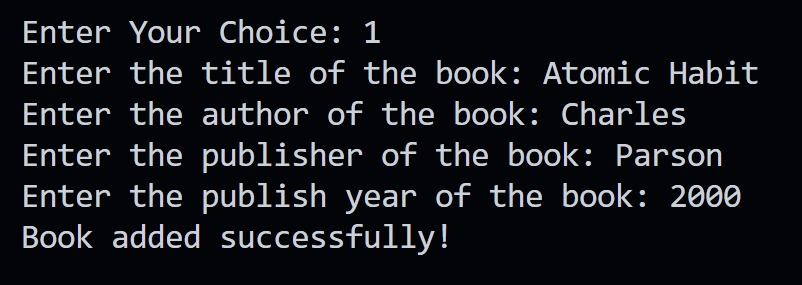 Enter Your Choice: 1
Enter the title of the book: Atomic Habit
Enter the author of the book: Charles
Enter the publisher of the book: Parson
Enter the publish year of the book: 2000
Book added successfully!